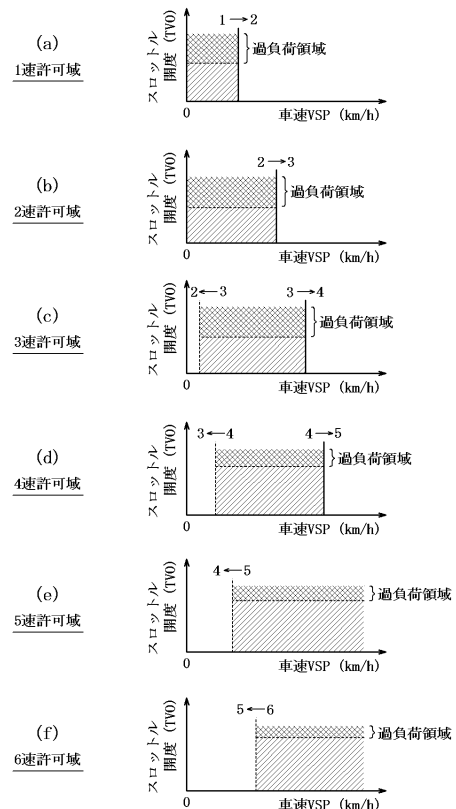 (a)
1速許可域
スロットル
開度 (TVO)
1→2
過負荷領域
0
車速VSP (km/h)
(b)
2速許可域
スロットル
開度 (TVO)
2→3
過負荷領域
0
車速VSP (km/h)
(c)
3速許可域
スロットル
開度 (TVO)
2←3
3→4
過負荷領域
0
車速VSP (km/h)
(d)
4速許可域
スロットル
開度 (TVO)
3←4
4→5
過負荷領域
0
車速VSP (km/h)
(e)
5速許可域
スロットル
開度 (TVO)
4←5
過負荷領域
0
車速VSP (km/h)
(f)
6速許可域
スロットル
開度 (TVO)
5←6
過負荷領域
0
車速VSP (km/h)